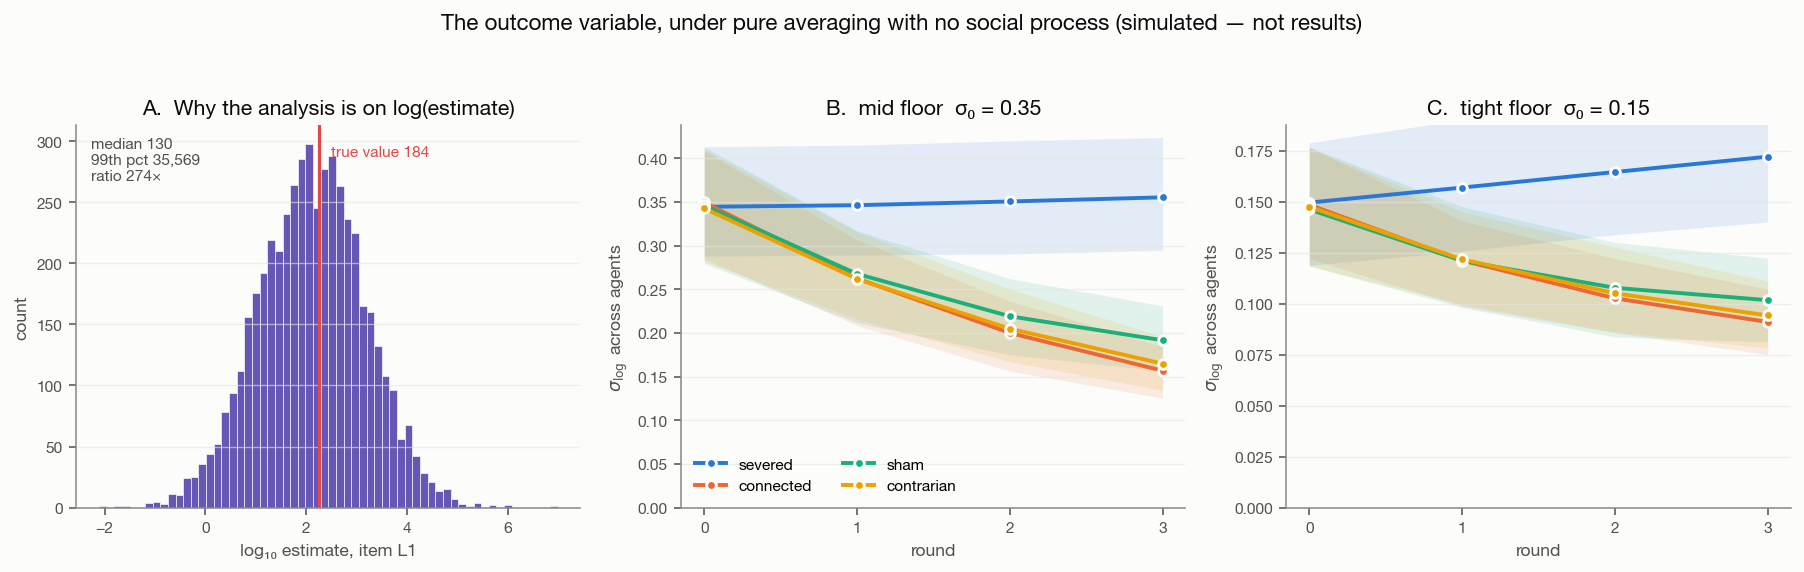 The outcome variable, under pure averaging with no social process (simulated — not results)
A.  Why the analysis is on log(estimate)
median 130
99th pct 35,569
ratio 274×
true value 184
300
250
200
150
100
50
0
count
−2
0
2
4
6
log₁₀ estimate, item L1
B.  mid floor  σ₀ = 0.35
0.40
0.35
0.30
0.25
0.20
0.15
0.10
0.05
0.00
σlog across agents
severed
connected
sham
contrarian
0
1
2
3
round
C.  tight floor  σ₀ = 0.15
0.175
0.150
0.125
0.100
0.075
0.050
0.025
0.000
σlog across agents
0
1
2
3
round